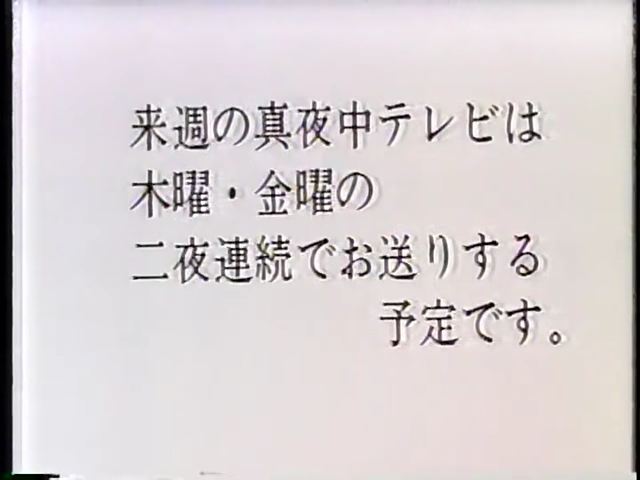 来週の真夜中テレビは
木曜・金曜の
二夜連続でお送りする
予定です。